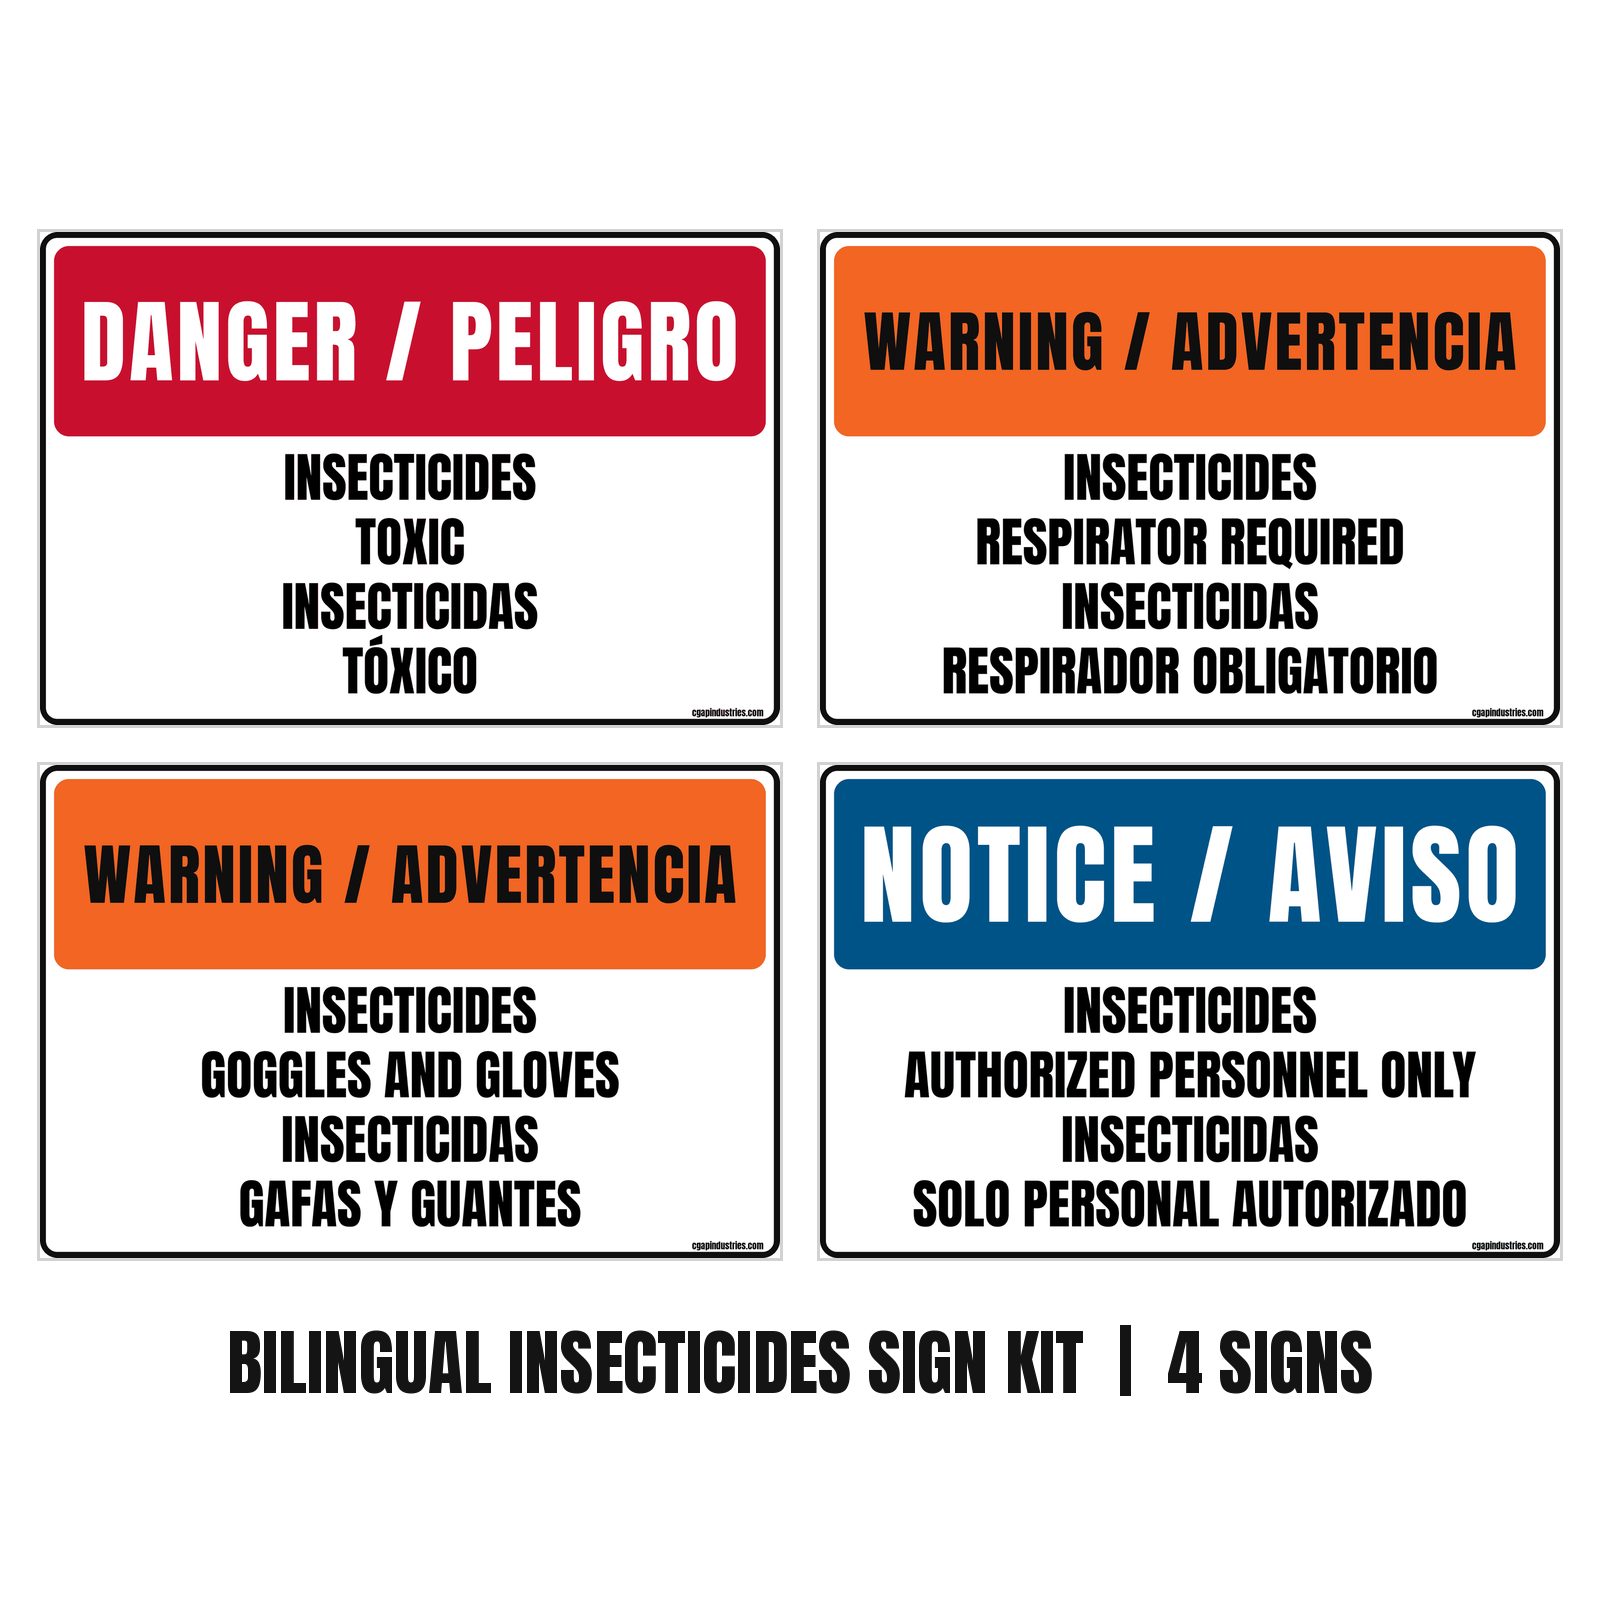 DANGER / PELIGRO
INSECTICIDES
TOXIC
INSECTICIDAS
TÓXICO
cgapindustries.com
WARNING / ADVERTENCIA
INSECTICIDES
RESPIRATOR REQUIRED
INSECTICIDAS
RESPIRADOR OBLIGATORIO
cgapindustries.com
WARNING / ADVERTENCIA
INSECTICIDES
GOGGLES AND GLOVES
INSECTICIDAS
GAFAS Y GUANTES
cgapindustries.com
NOTICE / AVISO
INSECTICIDES
AUTHORIZED PERSONNEL ONLY
INSECTICIDAS
SOLO PERSONAL AUTORIZADO
cgapindustries.com
BILINGUAL INSECTICIDES SIGN KIT | 4 SIGNS